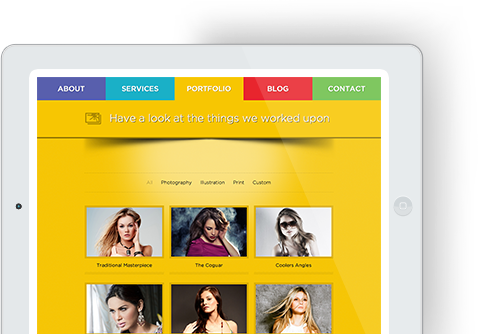 ABOUT SERVICES PORTFOLIO BLOG CONTACT
Have a look at the things we worked upon.
All Photography Illustration Print Custom
Traditional Masterpiece The Coguar Coolers Angles